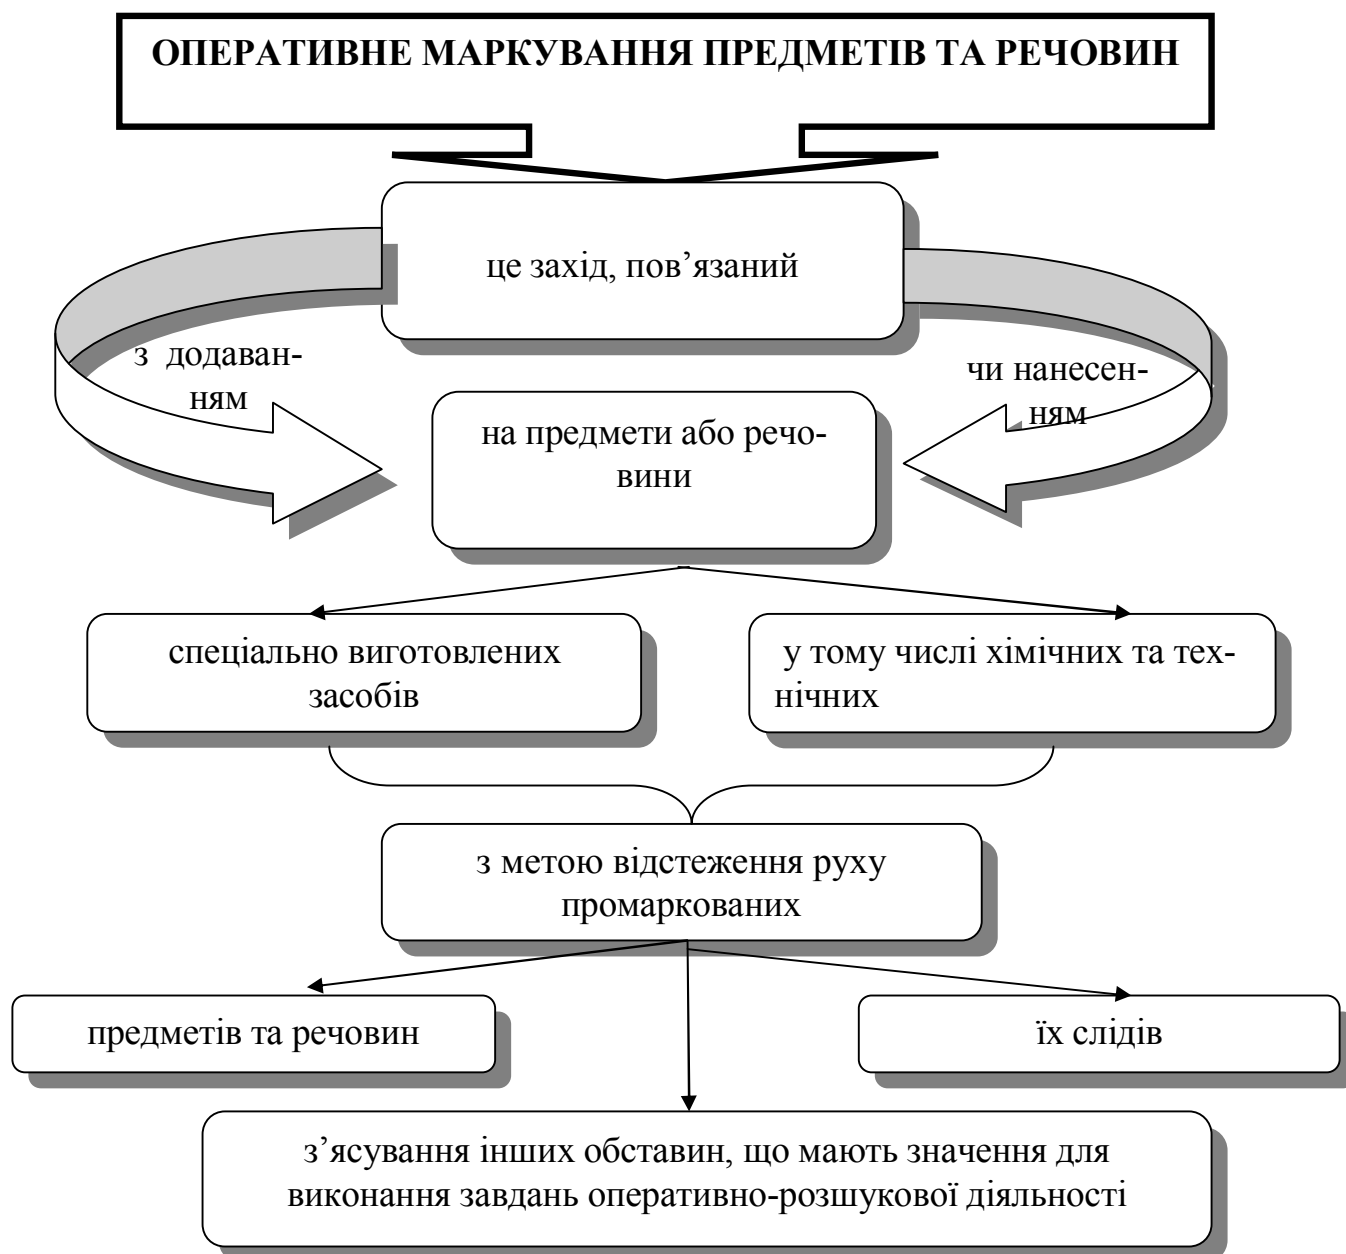 ОПЕРАТИВНЕ МАРКУВАННЯ ПРЕДМЕТІВ ТА РЕЧОВИН
це захід, пов’язаний
з додаван-
ням
чи нанесен-
ням
на предмети або речо-
вини
спеціально виготовлених
засобів
у тому числі хімічних та тех-
нічних
з метою відстеження руху
промаркованих
предметів та речовин
їх слідів
з’ясування інших обставин, що мають значення для
виконання завдань оперативно-розшукової діяльності